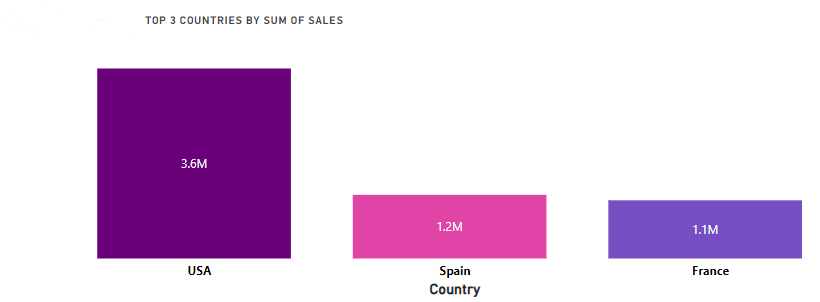 TOP 3 COUNTRIES BY SUM OF SALES
3.6M
1.2M
1.1M
USA
Spain
France
Country